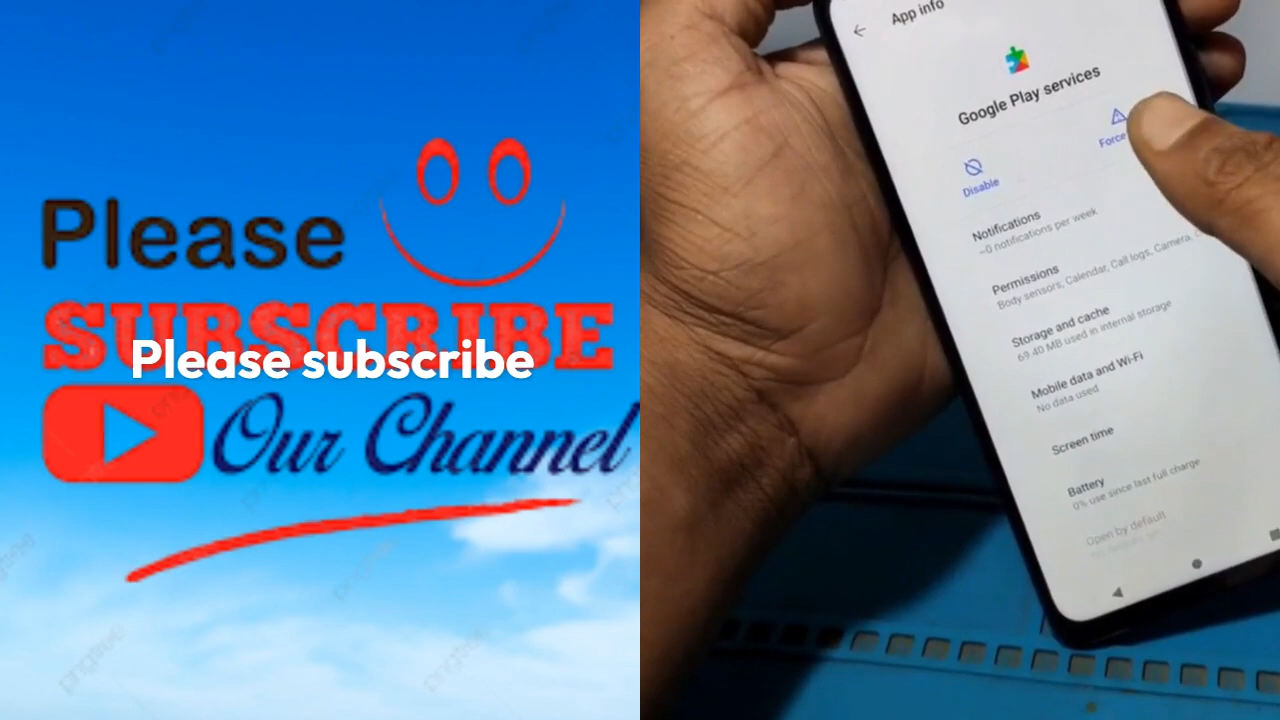 Please
SUBSCRIBE
Please subscribe
Our Channel
App info
Google Play services
Disable
Force
Notifications
~0 notifications per week
Permissions
Body sensors, Calendar, Call logs, Camera,
Storage and cache
69.40 MB used in internal storage
Mobile data and Wi-Fi
No data used
Screen time
Battery
0% use since last full charge
Open by default